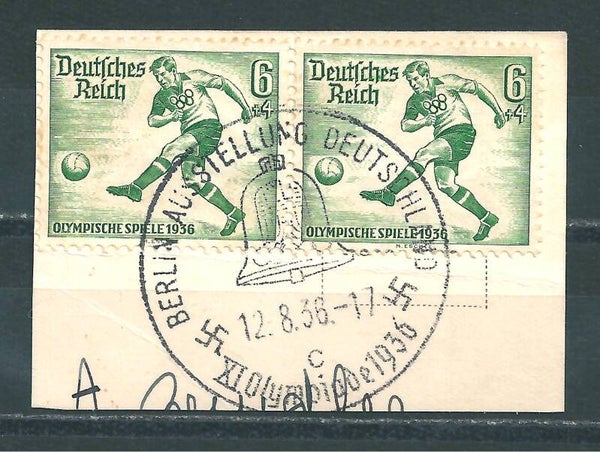 Deutsches
Reich
6
+4
OLYMPISCHE SPIELE 1936
Deutsches
Reich
6
+4
OLYMPISCHE SPIELE 1936
BERLIN AUSSTELLUNG DEUTSCHLAND
12.8.36.-17
c
XI Olympiade 1936
A.